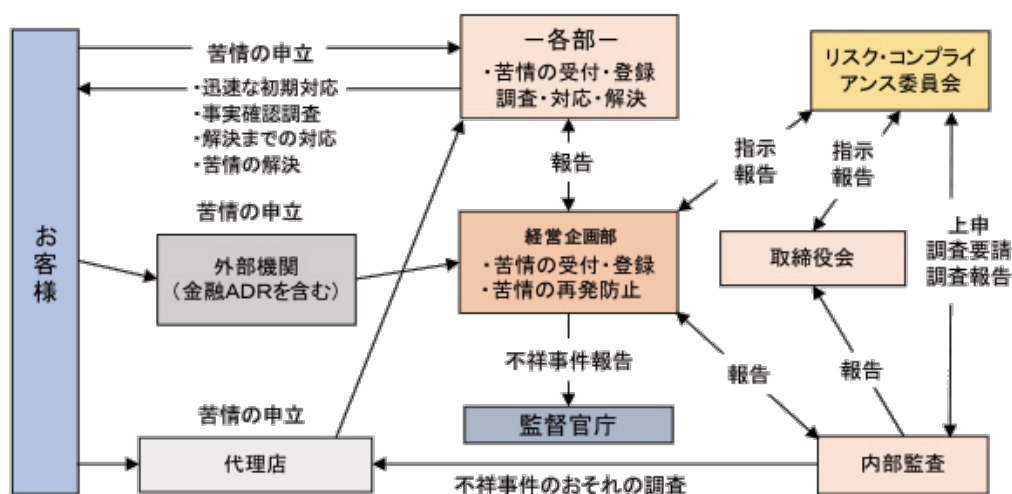 苦情の申立
・迅速な初期対応
・事実確認調査
・解決までの対応
・苦情の解決
－各部－
・苦情の受付・登録
調査・対応・解決
リスク・コンプライ
アンス委員会
報告
指示
報告
指示
報告
上申
調査要請
調査報告
お客様
苦情の申立
外部機関
（金融ADRを含む）
経営企画部
・苦情の受付・登録
・苦情の再発防止
取締役会
不祥事件報告
報告
報告
監督官庁
苦情の申立
代理店
内部監査
不祥事件のおそれの調査